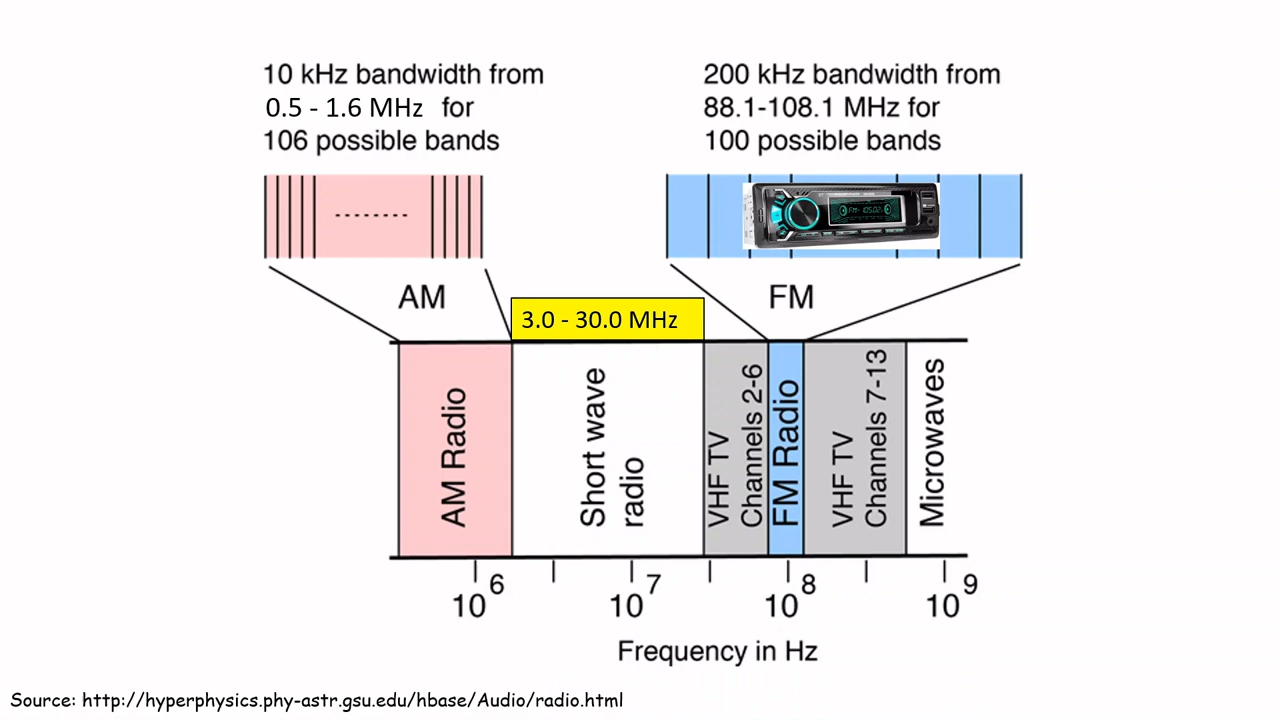 10 kHz bandwidth from
0.5 - 1.6 MHz for
106 possible bands
200 kHz bandwidth from
88.1-108.1 MHz for
100 possible bands
AM
FM
3.0 - 30.0 MHz
AM Radio
Short wave
radio
VHF TV
Channels 2-6
FM Radio
VHF TV
Channels 7-13
Microwaves
10^6
10^7
10^8
10^9
Frequency in Hz
Source: http://hyperphysics.phy-astr.gsu.edu/hbase/Audio/radio.html